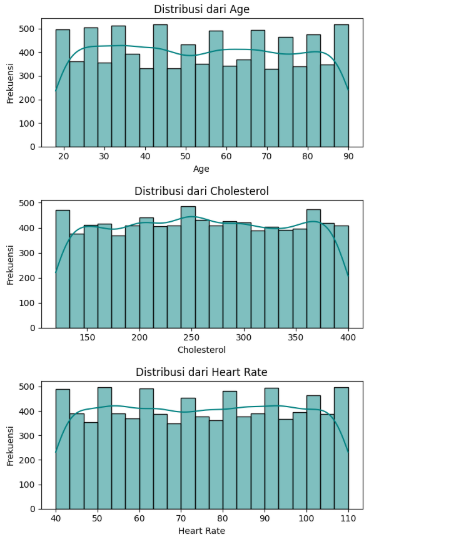 Distribusi dari Age
500
400
300
200
100
0
Frekuensi
20 30 40 50 60 70 80 90
Age
Distribusi dari Cholesterol
500
400
300
200
100
0
Frekuensi
150 200 250 300 350 400
Cholesterol
Distribusi dari Heart Rate
500
400
300
200
100
0
Frekuensi
40 50 60 70 80 90 100 110
Heart Rate